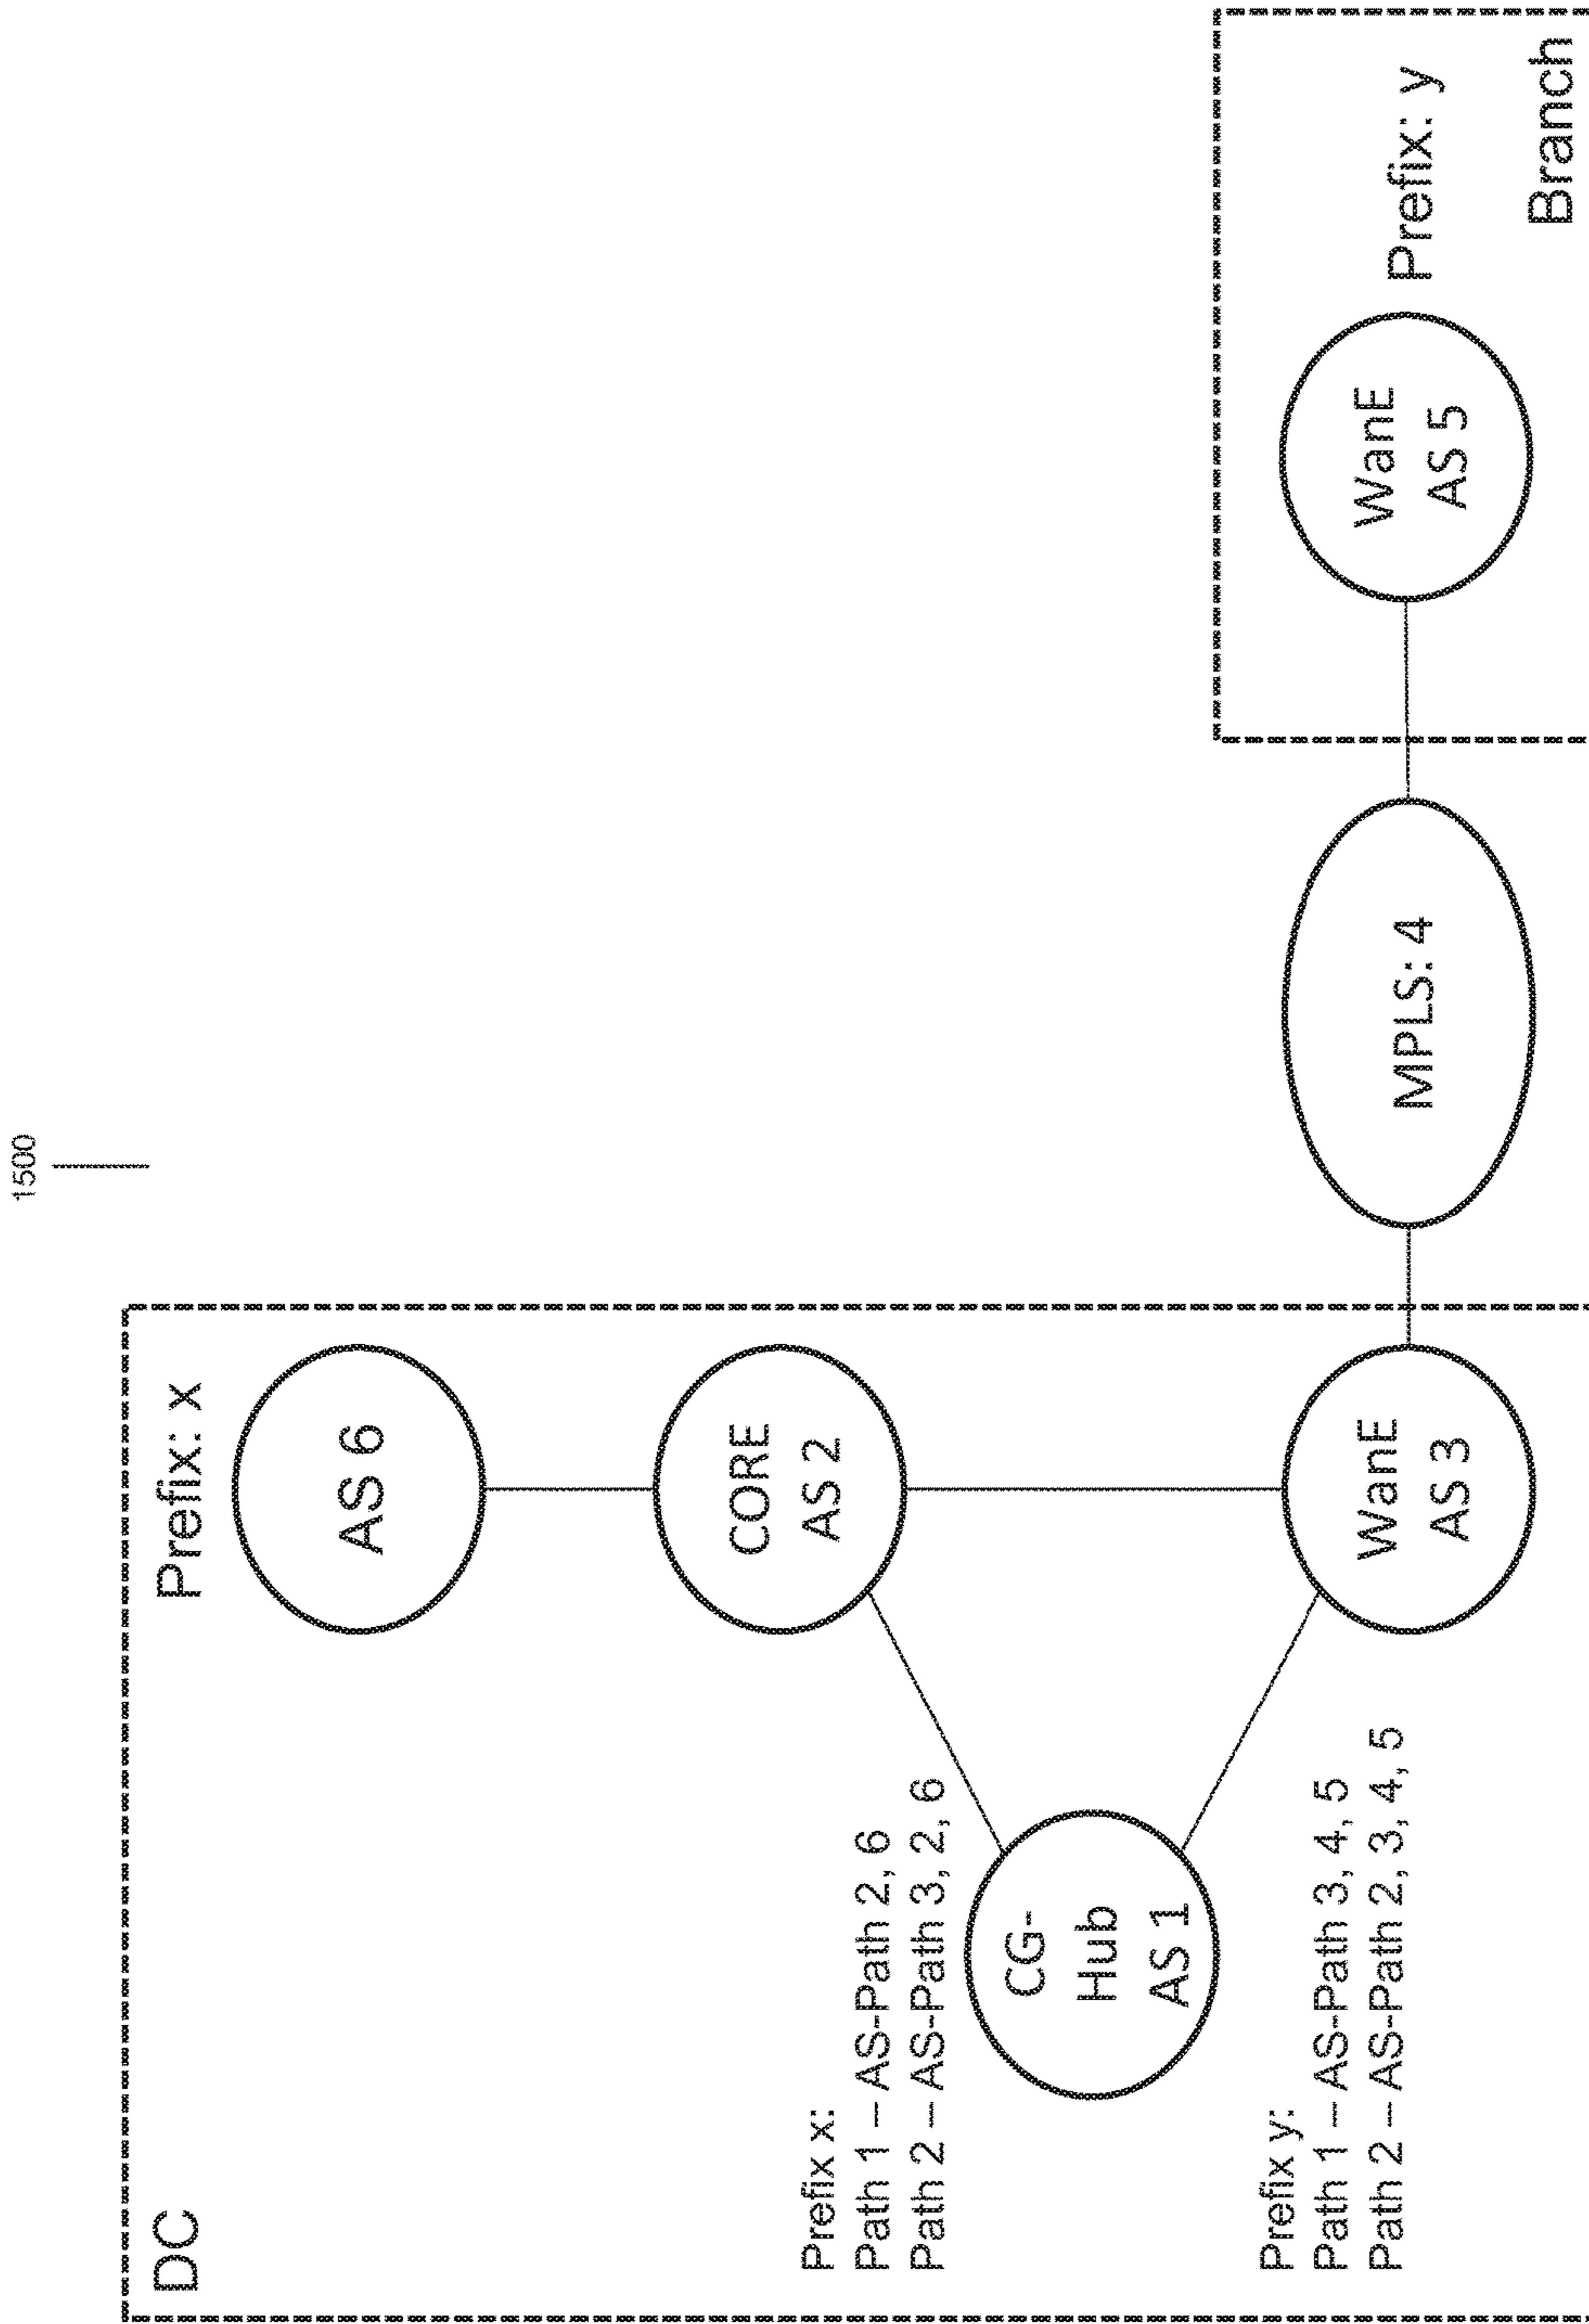 1500
DC
Prefix: x
AS 6
CORE
AS 2
Prefix x:
Path 1 – AS-Path 2, 6
Path 2 – AS-Path 3, 2, 6
CG-
Hub
AS 1
Prefix y:
Path 1 – AS-Path 3, 4, 5
Path 2 – AS-Path 2, 3, 4, 5
WanE
AS 3
MPLS: 4
WanE
AS 5
Prefix: y
Branch